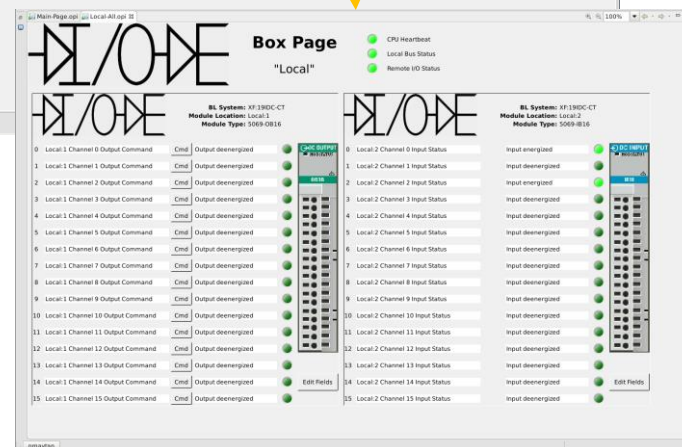 Main-Page.opi Local-All.opi
100%
DI/ODE
Box Page
"Local"
CPU Heartbeat
Local Bus Status
Remote I/O Status
DI/ODE
BL System: XF:19IDC-CT
Module Location: Local:1
Module Type: 5069-OB16
0 Local:1 Channel 0 Output Command Cmd Output deenergized
1 Local:1 Channel 1 Output Command Cmd Output deenergized
2 Local:1 Channel 2 Output Command Cmd Output deenergized
3 Local:1 Channel 3 Output Command Cmd Output deenergized
4 Local:1 Channel 4 Output Command Cmd Output deenergized
5 Local:1 Channel 5 Output Command Cmd Output deenergized
6 Local:1 Channel 6 Output Command Cmd Output deenergized
7 Local:1 Channel 7 Output Command Cmd Output deenergized
8 Local:1 Channel 8 Output Command Cmd Output deenergized
9 Local:1 Channel 9 Output Command Cmd Output deenergized
10 Local:1 Channel 10 Output Command Cmd Output deenergized
11 Local:1 Channel 11 Output Command Cmd Output deenergized
12 Local:1 Channel 12 Output Command Cmd Output deenergized
13 Local:1 Channel 13 Output Command Cmd Output deenergized
14 Local:1 Channel 14 Output Command Cmd Output deenergized
15 Local:1 Channel 15 Output Command Cmd Output deenergized
DC OUTPUT
Edit Fields
DI/ODE
BL System: XF:19IDC-CT
Module Location: Local:2
Module Type: 5069-IB16
0 Local:2 Channel 0 Input Status Input energized
1 Local:2 Channel 1 Input Status Input deenergized
2 Local:2 Channel 2 Input Status Input energized
3 Local:2 Channel 3 Input Status Input deenergized
4 Local:2 Channel 4 Input Status Input deenergized
5 Local:2 Channel 5 Input Status Input deenergized
6 Local:2 Channel 6 Input Status Input deenergized
7 Local:2 Channel 7 Input Status Input deenergized
8 Local:2 Channel 8 Input Status Input deenergized
9 Local:2 Channel 9 Input Status Input deenergized
10 Local:2 Channel 10 Input Status Input deenergized
11 Local:2 Channel 11 Input Status Input deenergized
12 Local:2 Channel 12 Input Status Input deenergized
13 Local:2 Channel 13 Input Status Input deenergized
14 Local:2 Channel 14 Input Status Input deenergized
15 Local:2 Channel 15 Input Status Input deenergized
DC INPUT
IB16
Edit Fields